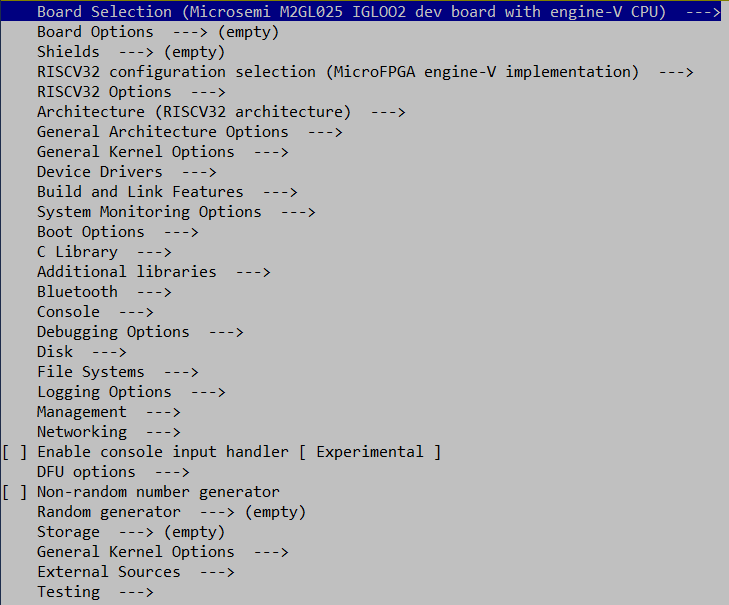 Board Selection (Microsemi M2GL025 IGLOO2 dev board with engine-V CPU)  --->
Board Options  ---> (empty)
Shields  ---> (empty)
RISCV32 configuration selection (MicroFPGA engine-V implementation)  --->
RISCV32 Options  --->
Architecture (RISCV32 architecture)  --->
General Architecture Options  --->
General Kernel Options  --->
Device Drivers  --->
Build and Link Features  --->
System Monitoring Options  --->
Boot Options  --->
C Library  --->
Additional libraries  --->
Bluetooth  --->
Console  --->
Debugging Options  --->
Disk  --->
File Systems  --->
Logging Options  --->
Management  --->
Networking  --->
[ ] Enable console input handler [ Experimental ]
DFU options  --->
[ ] Non-random number generator
Random generator  ---> (empty)
Storage  ---> (empty)
General Kernel Options  --->
External Sources  --->
Testing  --->